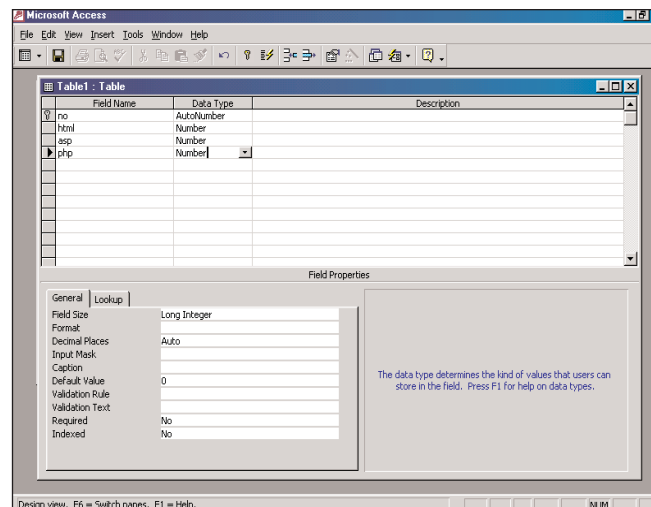 Microsoft Access
File Edit View Insert Tools Window Help
Table1 : Table
Field Name Data Type Description
no AutoNumber
html Number
asp Number
php Number
Field Properties
General Lookup
Field Size Long Integer
Format
Decimal Places Auto
Input Mask
Caption
Default Value 0
Validation Rule
Validation Text
Required No
Indexed No
The data type determines the kind of values that users can
store in the field. Press F1 for help on data types.
Design view. F6 = Switch panes. F1 = Help. NUM